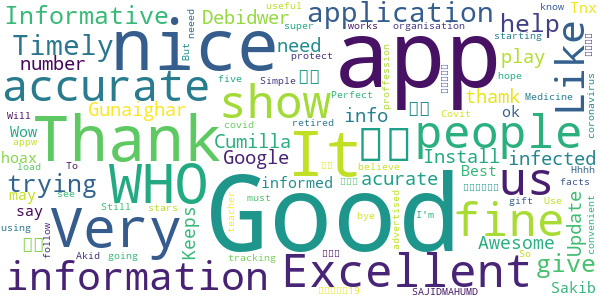 Informative
nice
app
Debidwer
application
useful
But
neeed
super
organisation
works
help
know
Tnx
starting
Timely
number
need
five
protect
Simple
proffession
play
Like
hope
Perfect
Medicine
coronavirus
accurate
show
Gunaighar
thamk
Will
retired
Covit
ok
Wow
covid
info
people
appw
Thank
It
Cumilla
Google
Install
infected
hoax
To
load
WHO
acurate
us
Hhhh
trying
informed
Best
believe
facts
may
see
Very
Good
stars
must
fine
gift
Use
say
Still
bye
I'm
convenient
follow
Keeps
teacher
advertised
Update
using
Akid
going
tracking
Awesome
So
information
Excellent
give
SAJIDMAHUMD
Sakib